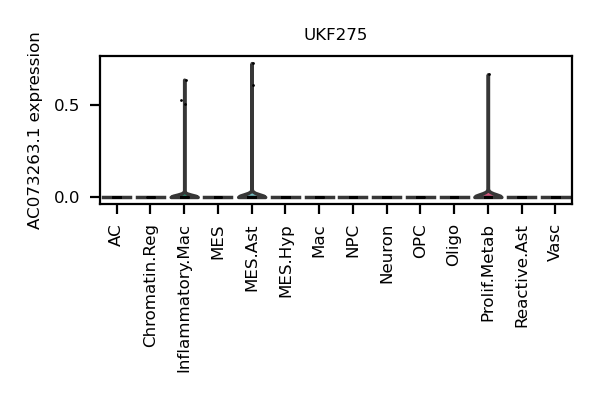 UKF275
AC073263.1 expression
0.5
0.0
AC
Chromatin.Reg
Inflammatory.Mac
MES
MES.Ast
MES.Hyp
Mac
NPC
Neuron
OPC
Oligo
Prolif.Metab
Reactive.Ast
Vasc